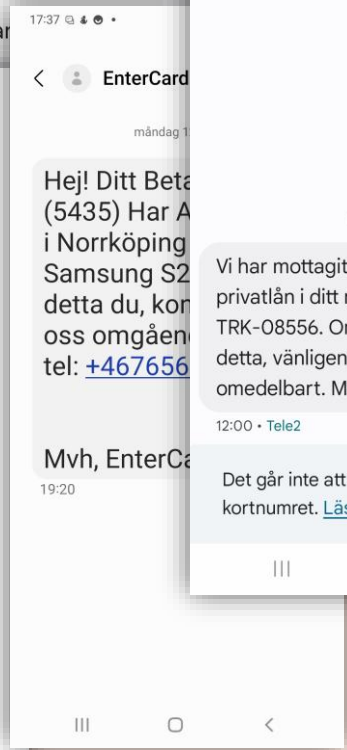 17:37
EnterCard
måndag 1
Hej! Ditt Beta
(5435) Har A
i Norrköping
Samsung S2
detta du, kon
oss omgåen
tel: +467656
Mvh, EnterCa
19:20
Vi har mottagit
privatlån i ditt
TRK-08556. Or
detta, vänligen
omedelbart. M
12:00 • Tele2
Det går inte att
kortnumret. Läs